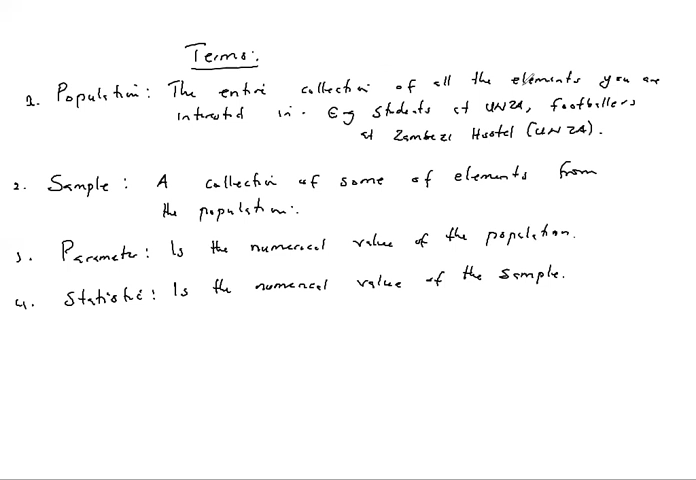 Terms:
1. Population: The entire collection of all the elements you are
interested in. Eg students at UNZA, footballers
at Zambezi Hostel (UNZA).
2. Sample: A collection of some of elements from
the population.
3. Parameter: Is the numerical value of the population.
4. Statistic: Is the numerical value of the sample.